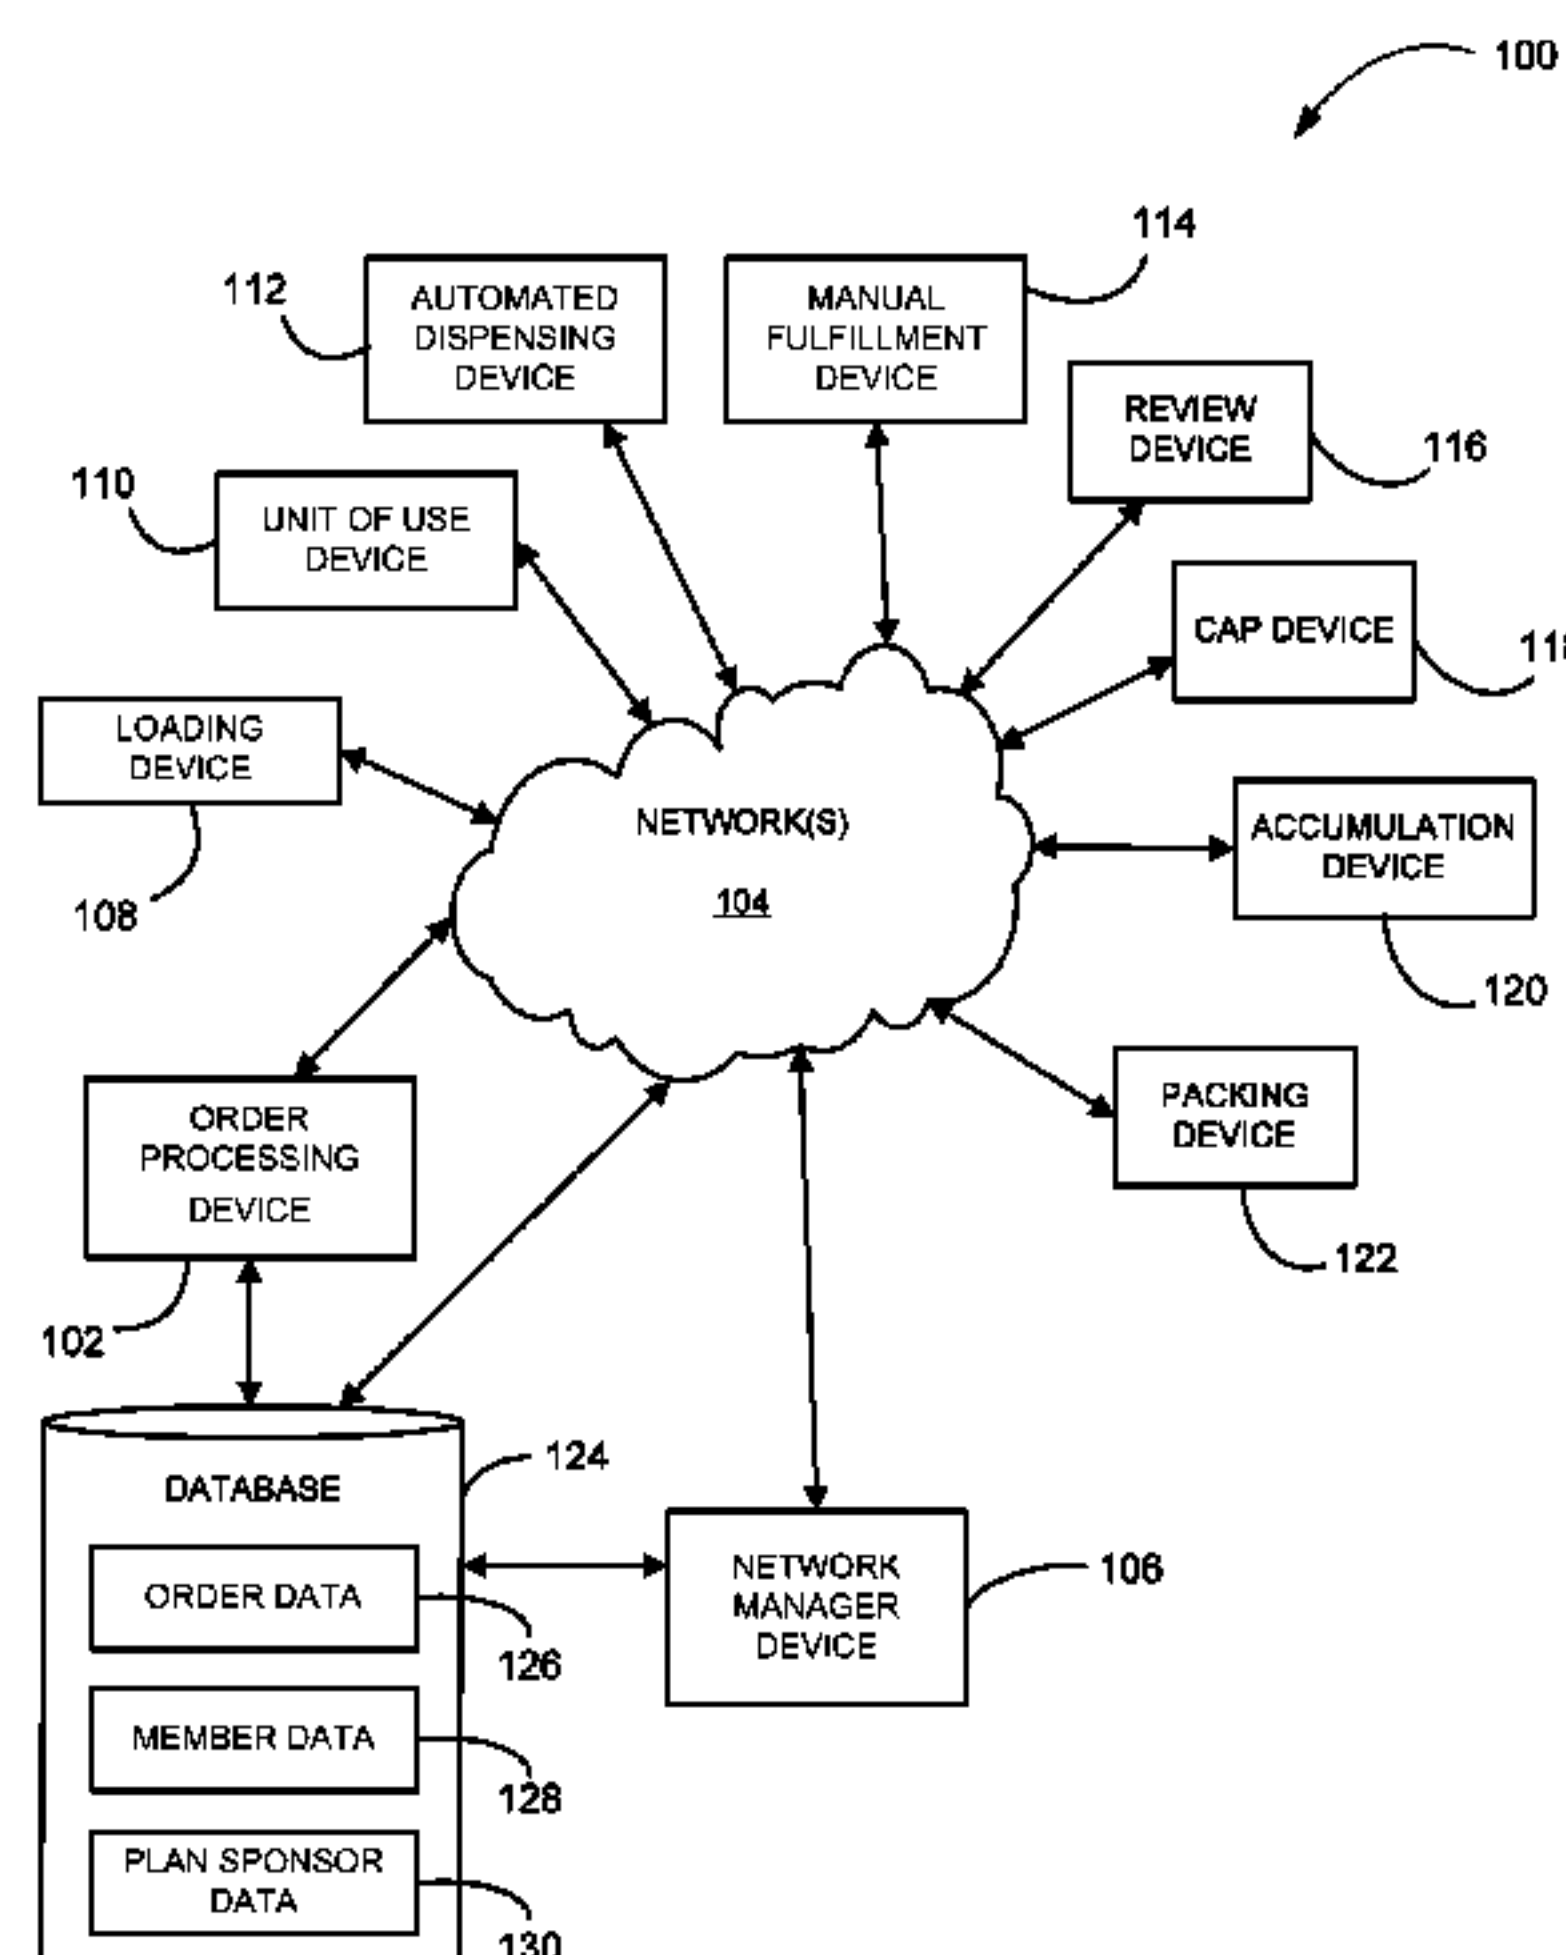 100
114
112
AUTOMATED
DISPENSING
DEVICE
MANUAL
FULFILLMENT
DEVICE
REVIEW
DEVICE
116
110
UNIT OF USE
DEVICE
CAP DEVICE
LOADING
DEVICE
108
NETWORK(S)
104
ACCUMULATION
DEVICE
120
ORDER
PROCESSING
DEVICE
102
PACKING
DEVICE
122
DATABASE
124
ORDER DATA
126
MEMBER DATA
128
PLAN SPONSOR
DATA
130
NETWORK
MANAGER
DEVICE
106